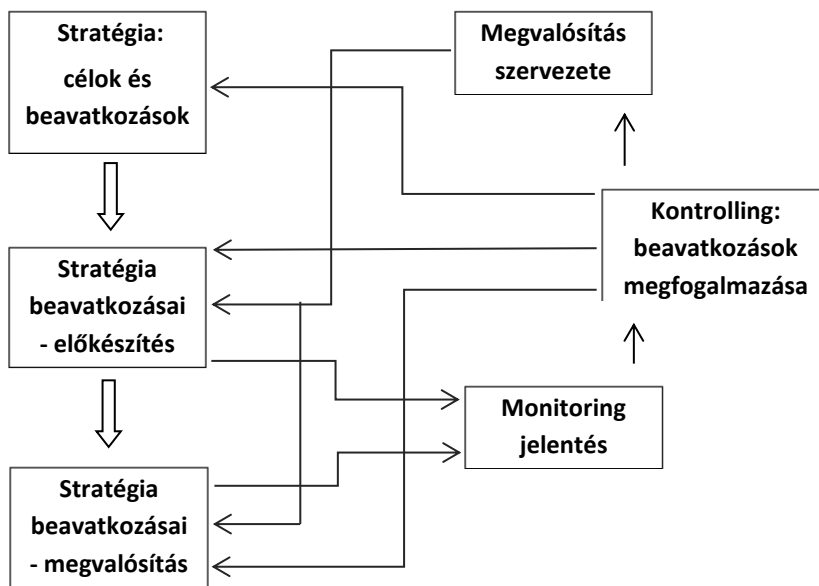 Stratégia:
célok és
beavatkozások
Megvalósítás
szervezete
Kontrolling:
beavatkozások
megfogalmazása
Stratégia
beavatkozásai
- előkészítés
Monitoring
jelentés
Stratégia
beavatkozásai
- megvalósítás